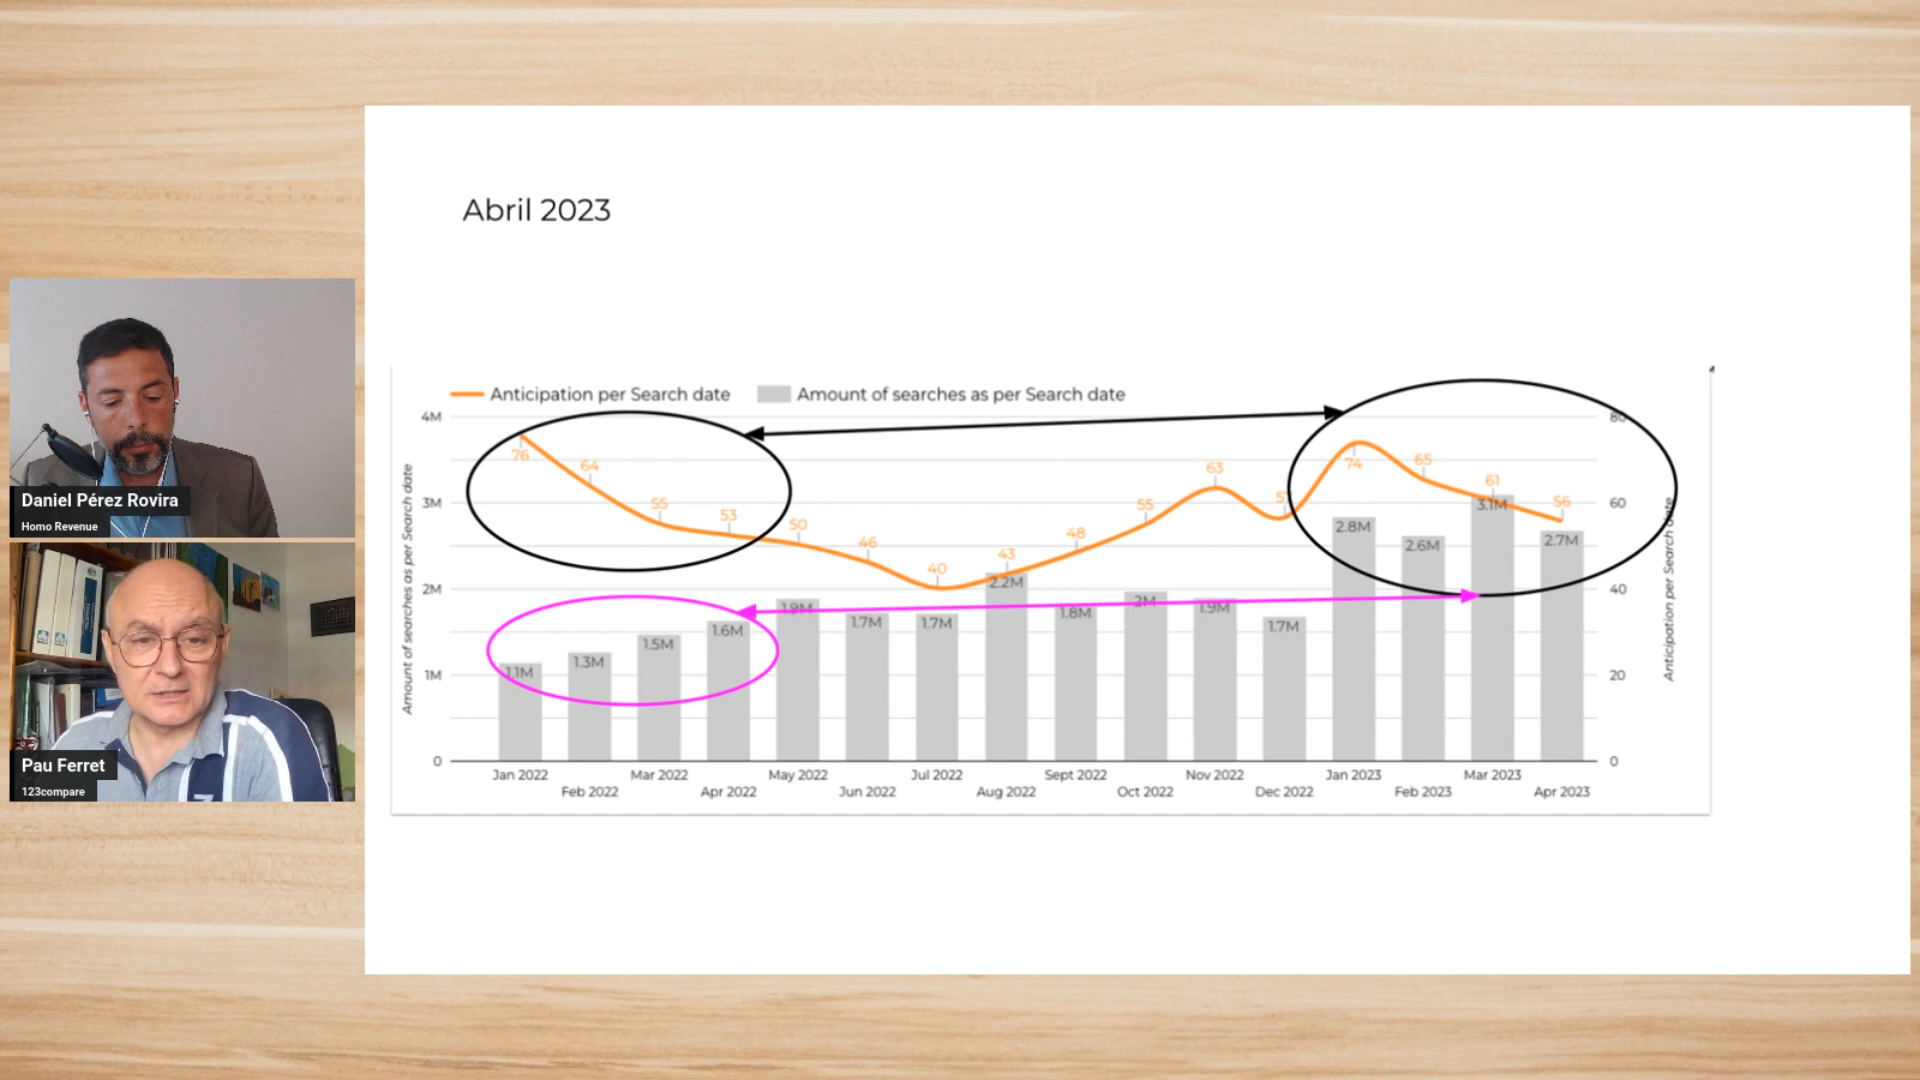 Abril 2023
Anticipation per Search date
Amount of searches as per Search date
Amount of searches as per Search date
4M
3M
2M
1M
0
80
60
40
20
0
Anticipation per Search date
76
64
55
53
50
46
40
43
48
55
63
74
65
61
56
1.1M
1.3M
1.5M
1.6M
1.9M
1.7M
1.7M
2.2M
1.8M
2M
1.9M
1.7M
2.8M
2.6M
3.1M
2.7M
Jan 2022
Feb 2022
Mar 2022
Apr 2022
May 2022
Jun 2022
Jul 2022
Aug 2022
Sept 2022
Oct 2022
Nov 2022
Dec 2022
Jan 2023
Feb 2023
Mar 2023
Apr 2023
Daniel Pérez Rovira
Homo Revenue
Pau Ferret
123compare